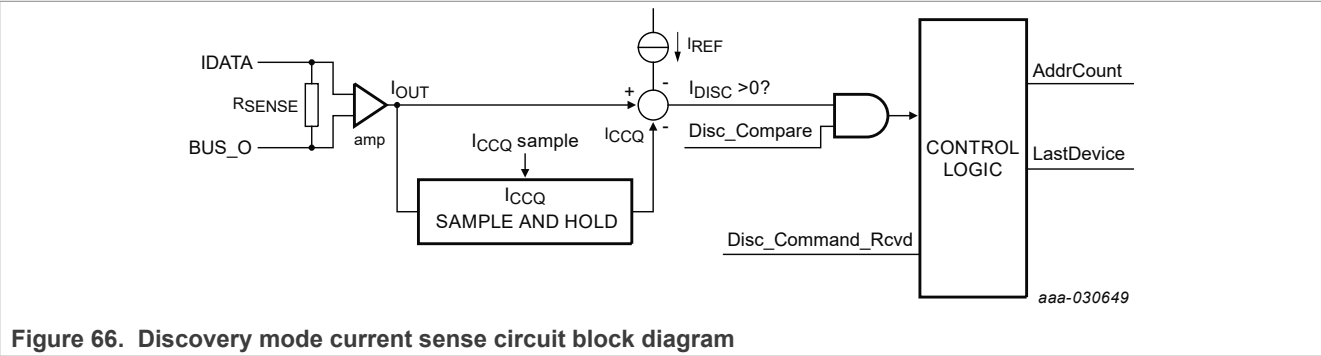 IREF
IDATA
AddrCount
IOUT
+
-
IDISC >0?
RSENSE
amp
ICCQ
-
Disc_Compare
BUS_O
ICCQ sample
CONTROL
LOGIC
LastDevice
ICCQ
SAMPLE AND HOLD
Disc_Command_Rcvd
aaa-030649
Figure 66. Discovery mode current sense circuit block diagram